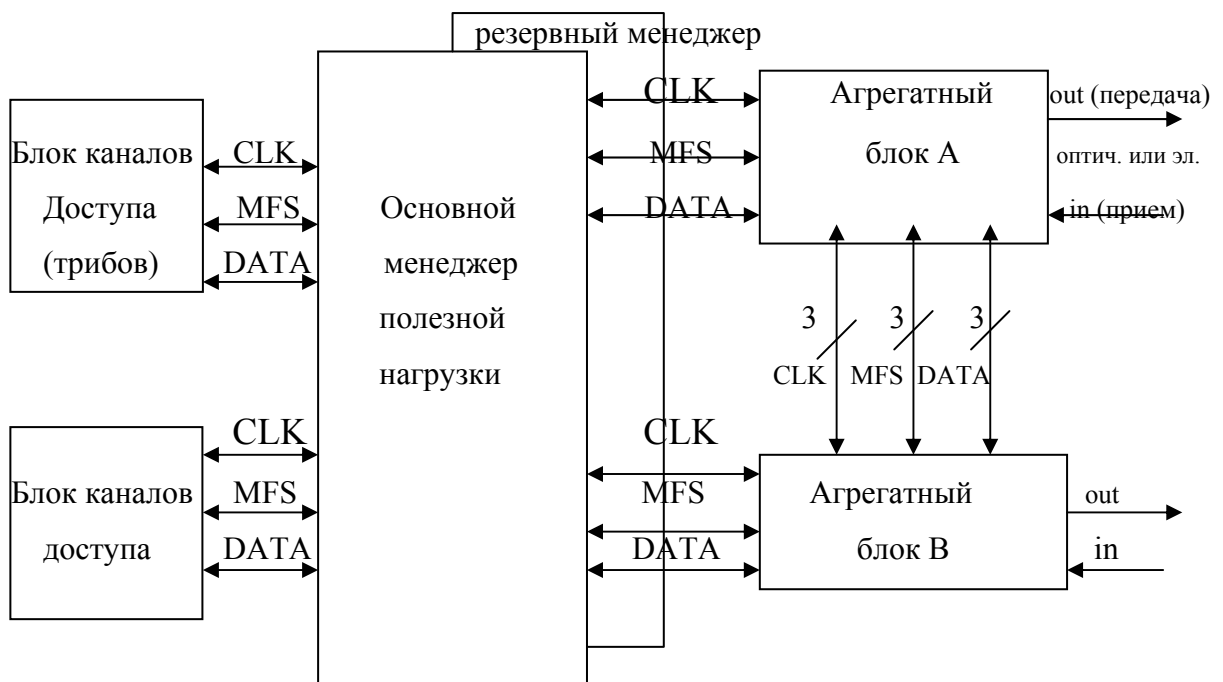 резервный менеджер
Блок каналов
Доступа
(трибов)
CLK
MFS
DATA
Основной
менеджер
полезной
нагрузки
CLK
MFS
DATA
Агрегатный
блок А
out (передача)
оптич. или эл.
in (прием)
3
3
3
CLK
MFS
DATA
Блок каналов
доступа
CLK
MFS
DATA
CLK
MFS
DATA
Агрегатный
блок В
out
in